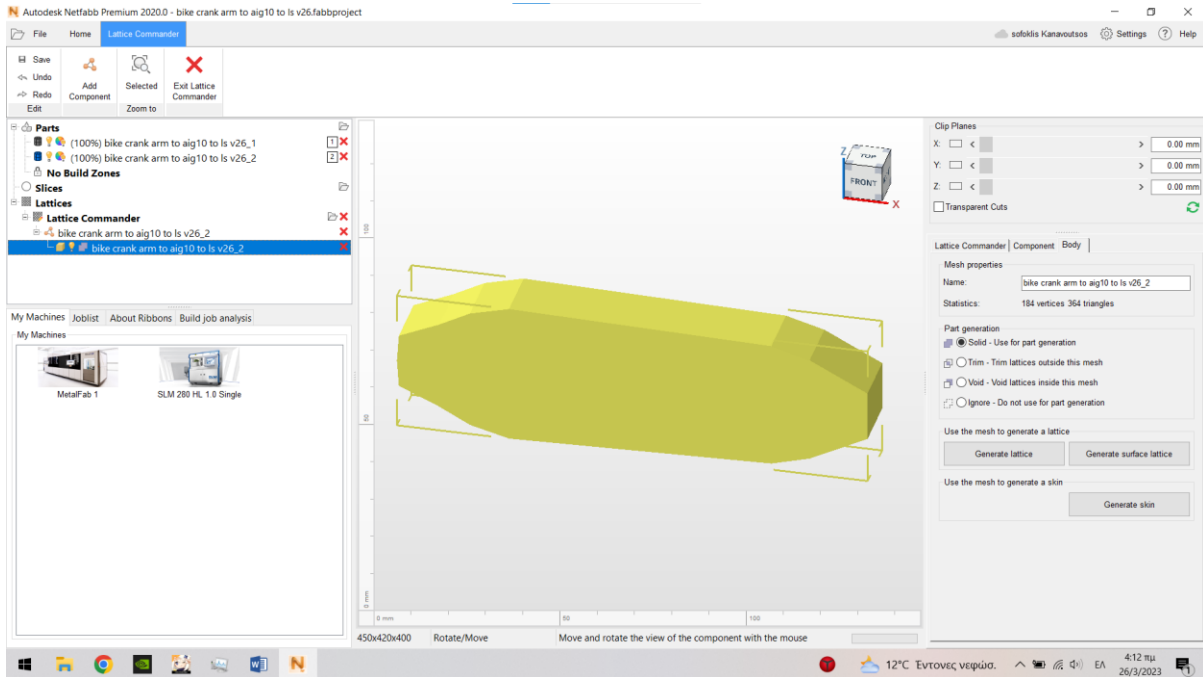 Autodesk Netfabb Premium 2020.0 - bike crank arm to aig10 to ls v26.fabbproject
File Home Lattice Commander sofoklis Kanavoutsos Settings ? Help
Save
Undo
Redo
Edit
Add Component
Selected
Zoom to
Exit Lattice Commander
Parts
(100%) bike crank arm to aig10 to ls v26_1 1
(100%) bike crank arm to aig10 to ls v26_2 2
No Build Zones
Slices
Lattices
Lattice Commander
bike crank arm to aig10 to ls v26_2
bike crank arm to aig10 to ls v26_2
My Machines Joblist About Ribbons Build job analysis
My Machines
MetalFab 1 SLM 280 HL 1.0 Single
Z TOP
FRONT
X
100
50
0 mm
0 mm 50 100
450x420x400 Rotate/Move Move and rotate the view of the component with the mouse
Clip Planes
X: < > 0.00 mm
Y: < > 0.00 mm
Z: < > 0.00 mm
Transparent Cuts
Lattice Commander Component Body
Mesh properties
Name: bike crank arm to aig10 to ls v26_2
Statistics: 184 vertices 364 triangles
Part generation
Solid - Use for part generation
Trim - Trim lattices outside this mesh
Void - Void lattices inside this mesh
Ignore - Do not use for part generation
Use the mesh to generate a lattice
Generate lattice Generate surface lattice
Use the mesh to generate a skin
Generate skin
12°C Έντονες νεφώσ. ΕΛ 4:12 πμ
26/3/2023